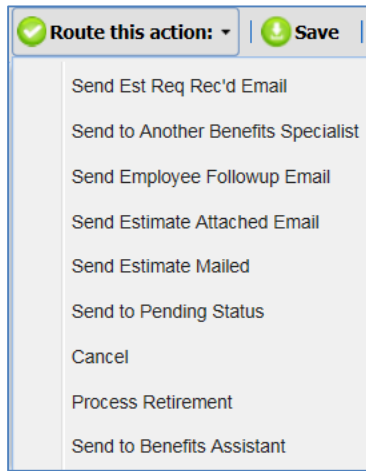 Route this action: Save
Send Est Req Rec'd Email
Send to Another Benefits Specialist
Send Employee Followup Email
Send Estimate Attached Email
Send Estimate Mailed
Send to Pending Status
Cancel
Process Retirement
Send to Benefits Assistant